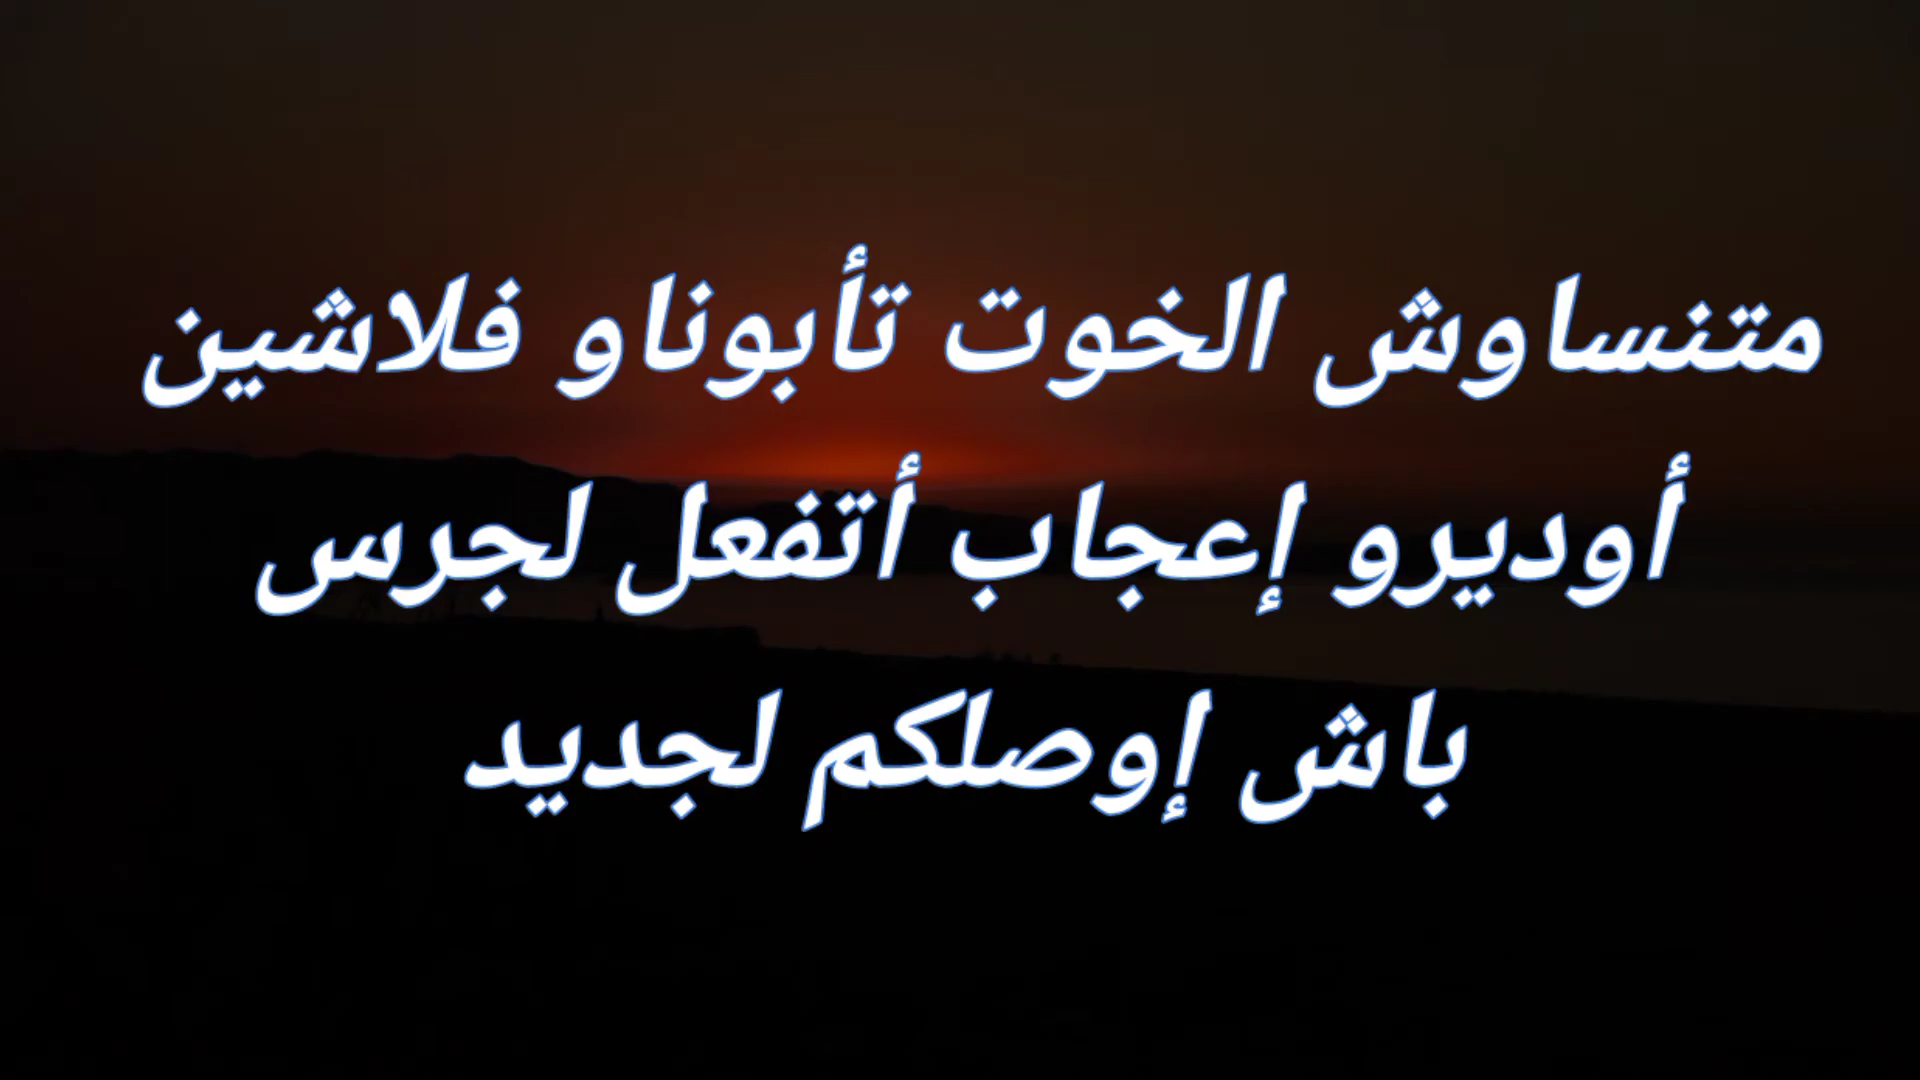 متنساوش الخوت تأبوناو فلاشين
أوديرو إعجاب أتفعل لجرس
باش إوصلكم لجديد